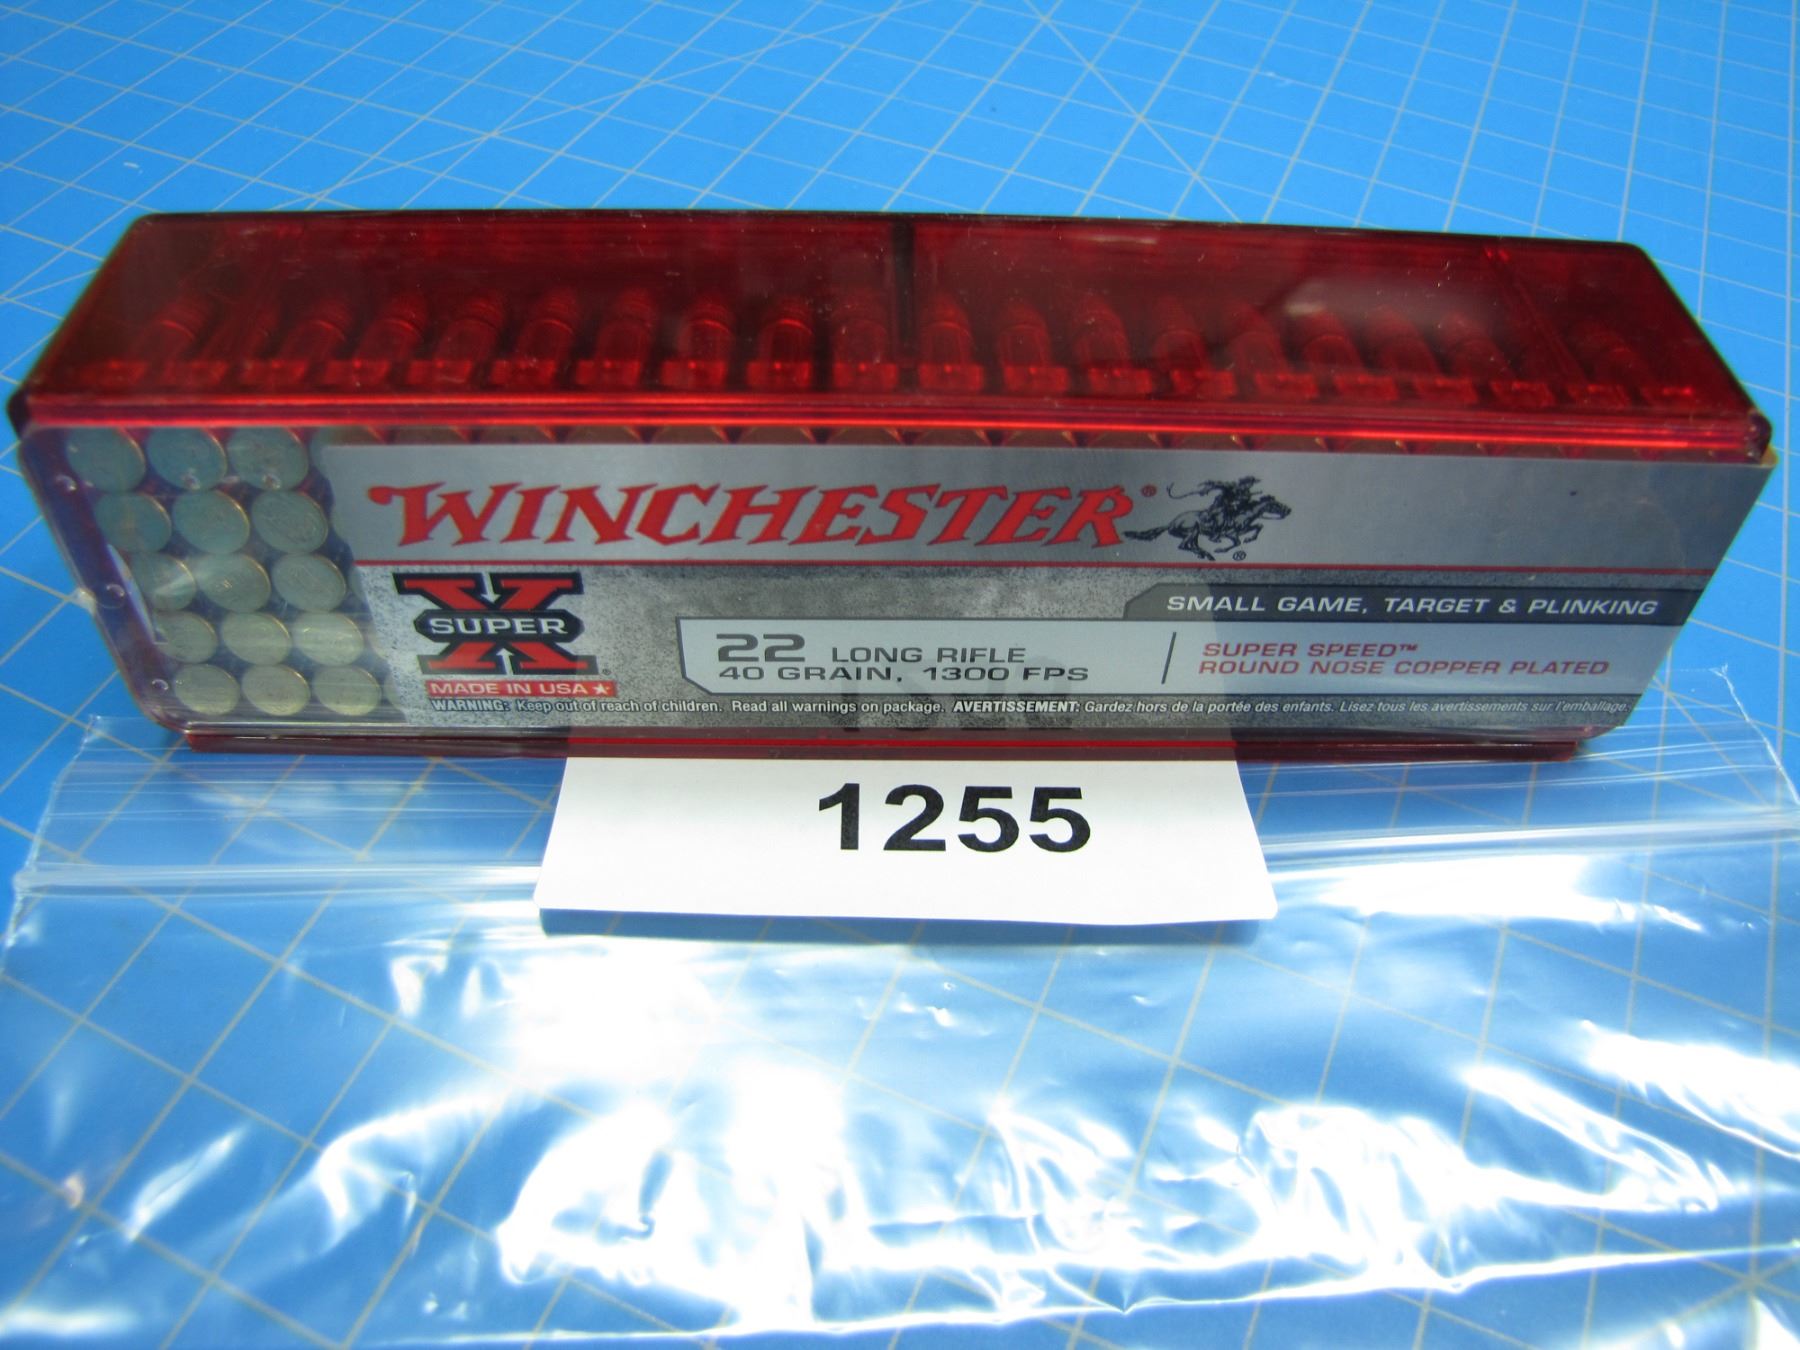 WINCHESTER®
SUPER X®
MADE IN USA
SMALL GAME, TARGET & PLINKING
22 LONG RIFLE
40 GRAIN, 1300 FPS
SUPER SPEED™
ROUND NOSE COPPER PLATED
WARNING: Keep out of reach of children. Read all warnings on package. AVERTISSEMENT: Gardez hors de la portée des enfants. Lisez tous les avertissements sur l'emballage.
1255